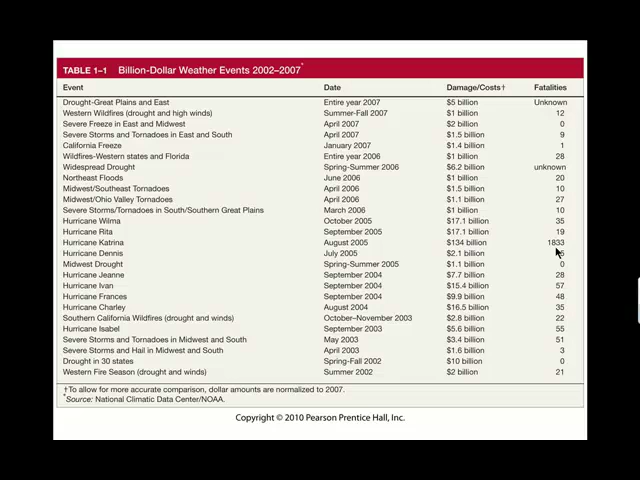 TABLE 1–1 Billion-Dollar Weather Events 2002–2007*
Event Date Damage/Costs† Fatalities
Drought-Great Plains and East Entire year 2007 $5 billion Unknown
Western Wildfires (drought and high winds) Summer-Fall 2007 $1 billion 12
Severe Freeze in East and Midwest April 2007 $2 billion 0
Severe Storms and Tornadoes in East and South April 2007 $1.5 billion 9
California Freeze January 2007 $1.4 billion 1
Wildfires-Western states and Florida Entire year 2006 $1 billion 28
Widespread Drought Spring-Summer 2006 $6.2 billion unknown
Northeast Floods June 2006 $1 billion 20
Midwest/Southeast Tornadoes April 2006 $1.5 billion 10
Midwest/Ohio Valley Tornadoes April 2006 $1.1 billion 27
Severe Storms/Tornadoes in South/Southern Great Plains March 2006 $1 billion 10
Hurricane Wilma October 2005 $17.1 billion 35
Hurricane Rita September 2005 $17.1 billion 19
Hurricane Katrina August 2005 $134 billion 1833
Hurricane Dennis July 2005 $2.1 billion
Midwest Drought Spring-Summer 2005 $1.1 billion 0
Hurricane Jeanne September 2004 $7.7 billion 28
Hurricane Ivan September 2004 $15.4 billion 57
Hurricane Frances September 2004 $9.9 billion 48
Hurricane Charley August 2004 $16.5 billion 35
Southern California Wildfires (drought and winds) October–November 2003 $2.8 billion 22
Hurricane Isabel September 2003 $5.6 billion 55
Severe Storms and Tornadoes in Midwest and South May 2003 $3.4 billion 51
Severe Storms and Hail in Midwest and South April 2003 $1.6 billion 3
Drought in 30 states Spring-Fall 2002 $10 billion 0
Western Fire Season (drought and winds) Summer 2002 $2 billion 21
†To allow for more accurate comparison, dollar amounts are normalized to 2007.
*Source: National Climatic Data Center/NOAA.
Copyright © 2010 Pearson Prentice Hall, Inc.